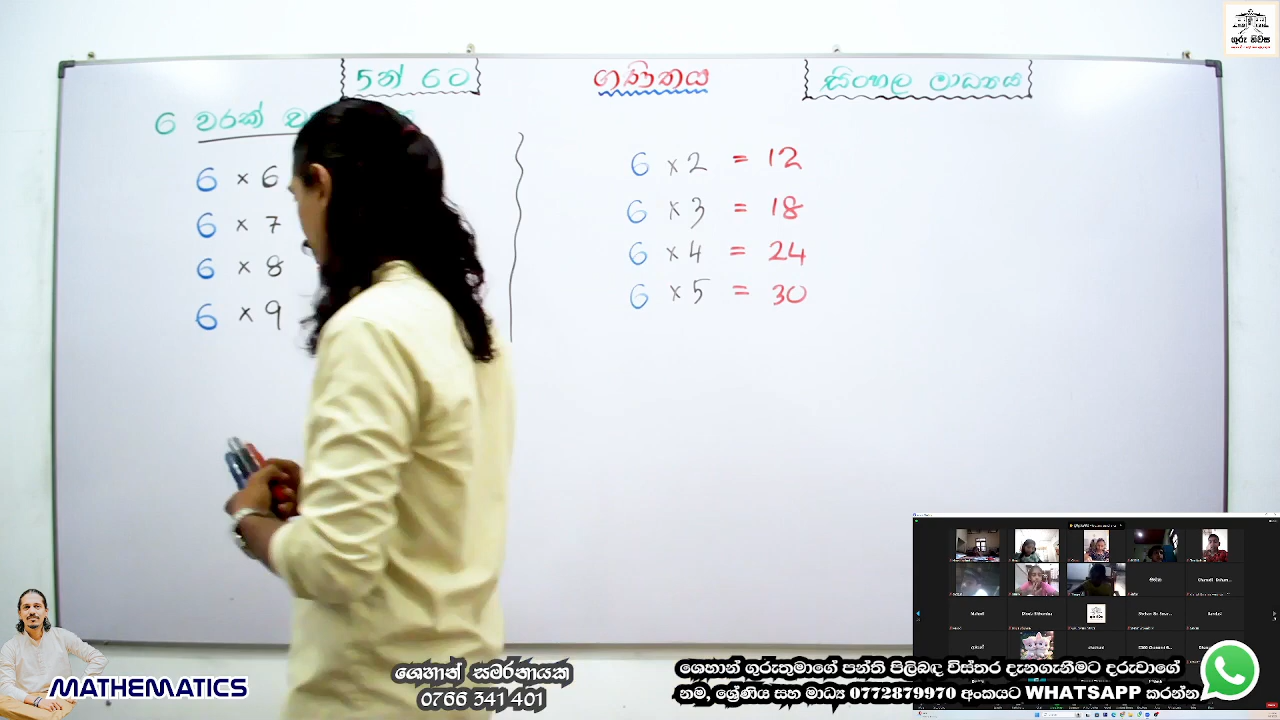 ගුරු නිවස
5න් 6ට
ගණිතය
සිංහල මාධ්‍යය
6 වරක්
6 × 6
6 × 7
6 × 8
6 × 9
6 × 2 = 12
6 × 3 = 18
6 × 4 = 24
6 × 5 = 30
MATHEMATICS
ශෙහාන් සමරනායක
0766 341 401
ශෙහාන් ගුරුතුමාගේ පන්ති පිලිබඳ විස්තර දැනගැනීමට දරුවාගේ
නම, ශ්‍රේණිය සහ මාධ්‍ය 0772879970 අංකයට WHATSAPP කරන්න